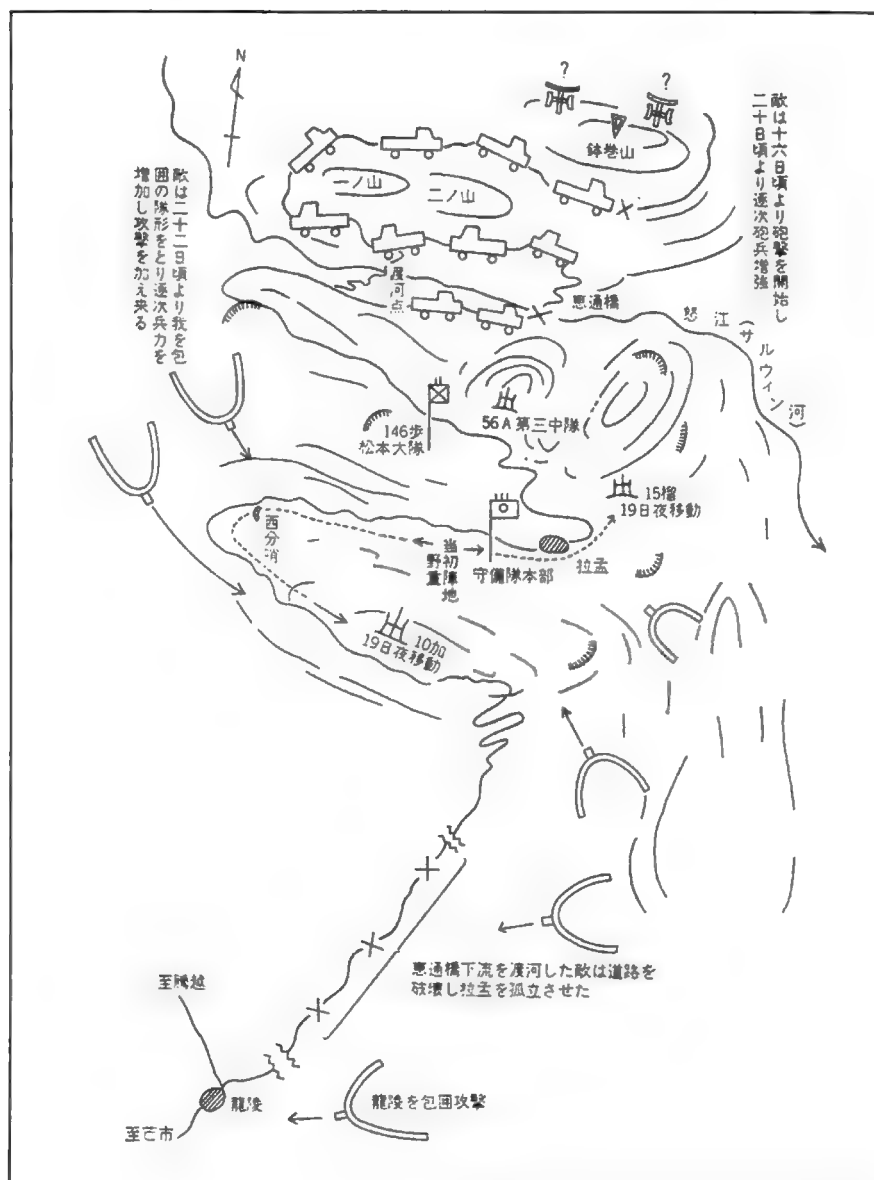 N
?
?
鉢巻山
敵は十六日頃より砲撃を開始し
二十日頃より逐次砲兵増強
一ノ山
二ノ山
敵は二十二日頃より我を包
囲の隊形をとり逐次兵力を
増加し攻撃を加え来る
渡河点
恵通橋
怒江(サルウィン河)
56A第三中隊
146歩
松本大隊
15榴
19日夜移動
西分哨
当初陣地
野重
守備隊本部
拉孟
10加
19日夜移動
恵通橋下流を渡河した敵は道路を
破壊し拉孟を孤立させた
至騰越
龍陵
龍陵を包囲攻撃
至芒市